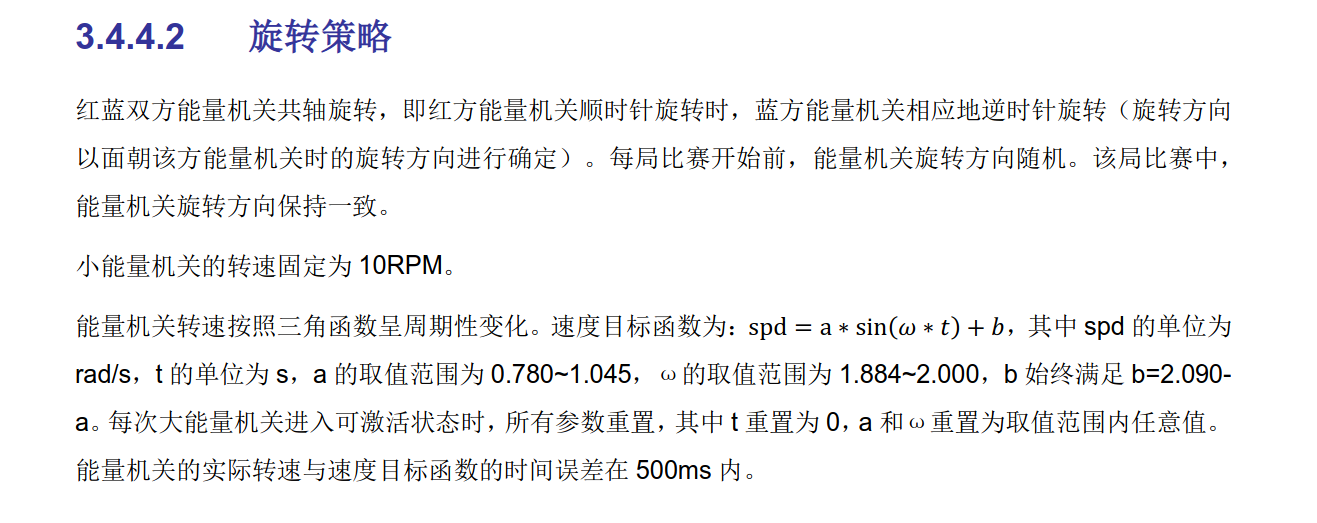 3.4.4.2 旋转策略
红蓝双方能量机关共轴旋转，即红方能量机关顺时针旋转时，蓝方能量机关相应地逆时针旋转（旋转方向
以面朝该方能量机关时的旋转方向进行确定）。每局比赛开始前，能量机关旋转方向随机。该局比赛中，
能量机关旋转方向保持一致。
小能量机关的转速固定为 10RPM。
能量机关转速按照三角函数呈周期性变化。速度目标函数为：spd = a ∗ sin(ω ∗ t) + b，其中 spd 的单位为
rad/s，t 的单位为 s，a 的取值范围为 0.780~1.045，ω的取值范围为 1.884~2.000，b 始终满足 b=2.090-
a。每次大能量机关进入可激活状态时，所有参数重置，其中 t 重置为 0，a 和ω重置为取值范围内任意值。
能量机关的实际转速与速度目标函数的时间误差在 500ms 内。